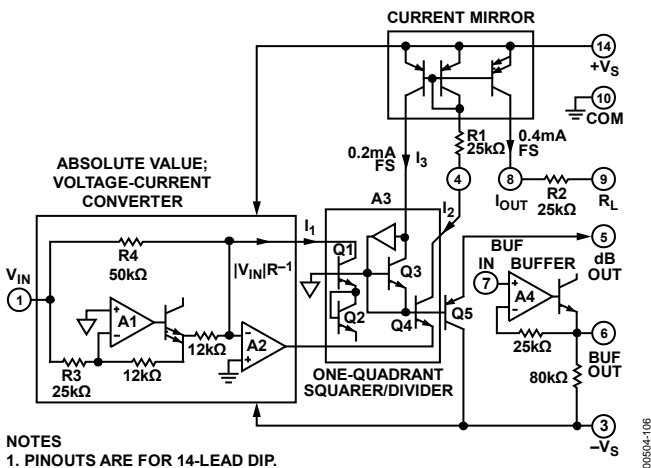 CURRENT MIRROR
14
+VS
10
COM
R1
25kΩ
0.2mA
FS
I3
0.4mA
FS
4
8
9
IOUT
R2
25kΩ
RL
ABSOLUTE VALUE;
VOLTAGE-CURRENT
CONVERTER
A3
I2
I1
R4
50kΩ
|VIN|R–1
Q1
Q2
Q3
Q4
Q5
5
dB
OUT
BUF
IN
BUFFER
7
A4
+
–
VIN
1
A1
+
–
12kΩ
A2
–
+
R3
25kΩ
12kΩ
25kΩ
6
BUF
OUT
80kΩ
ONE-QUADRANT
SQUARER/DIVIDER
3
–VS
NOTES
1. PINOUTS ARE FOR 14-LEAD DIP.
00504-106